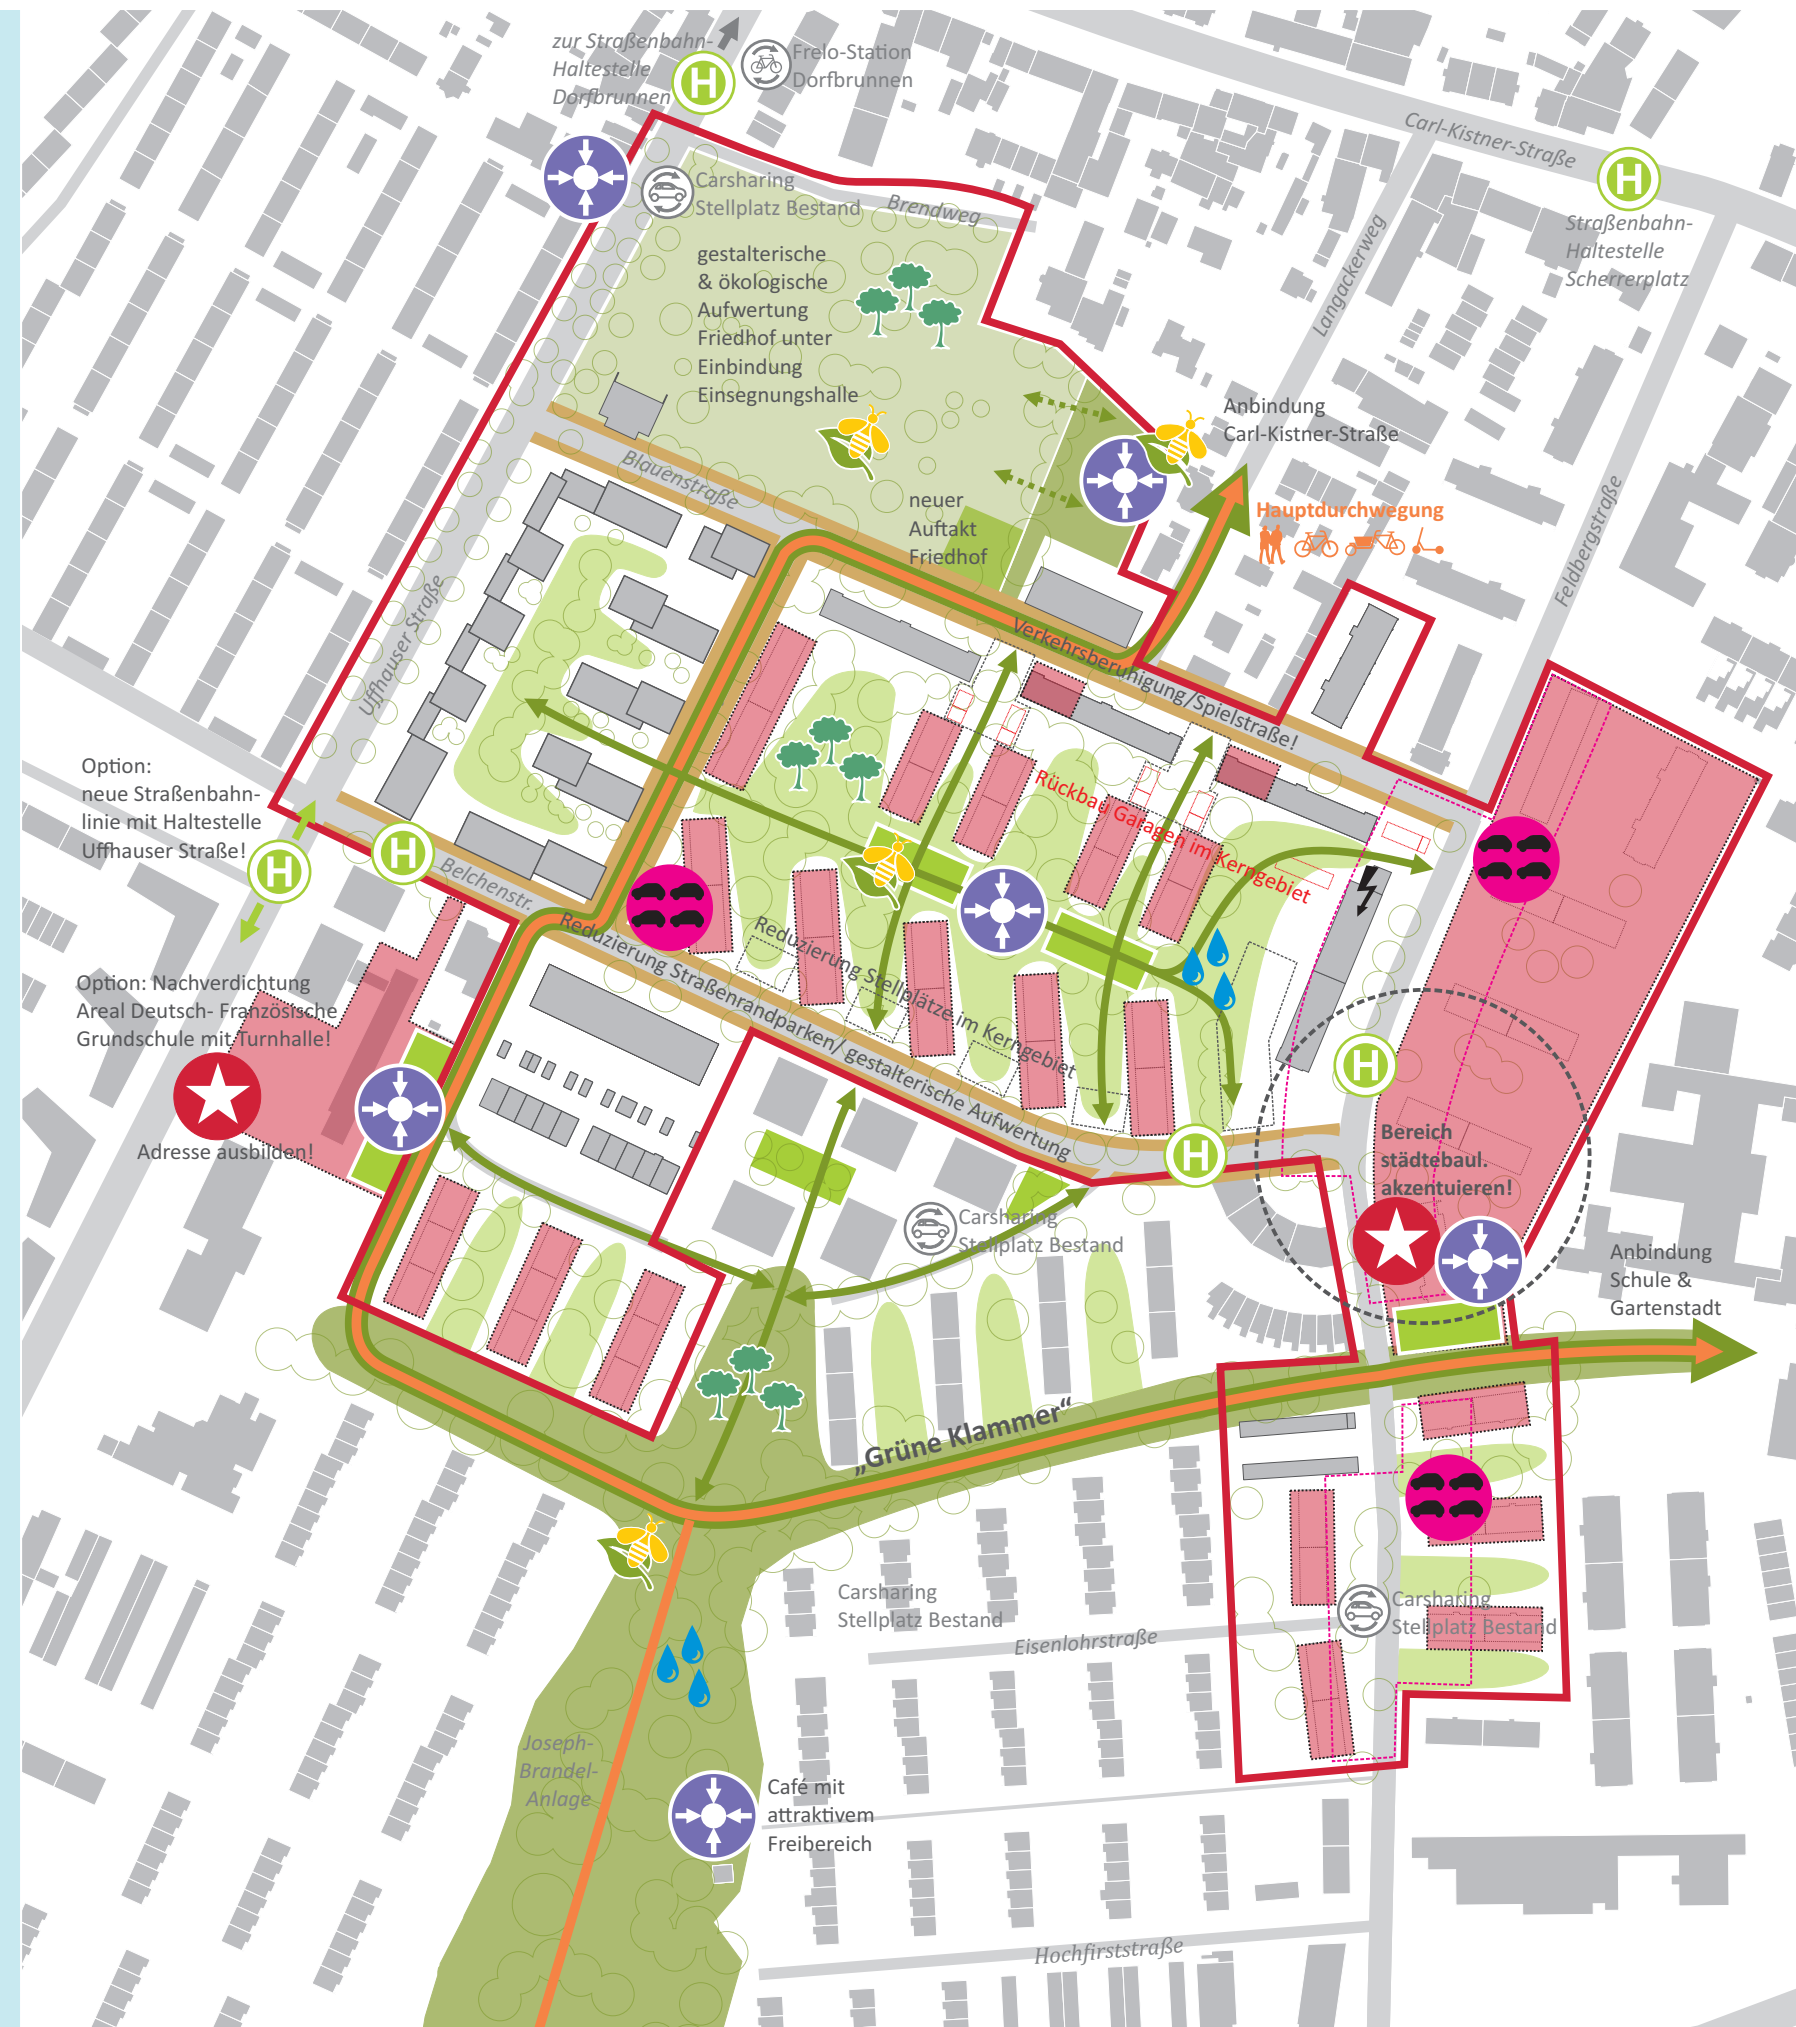 zur Straßenbahn-
Haltestelle
Dorfbrunnen
H
Frelo-Station
Dorfbrunnen
Carl-Kistner-Straße
H
Straßenbahn-
Haltestelle
Scherrerplatz
Carsharing
Stellplatz Bestand
Brendweg
Langackerweg
gestalterische
& ökologische
Aufwertung
Friedhof unter
Einbindung
Einsegnungshalle
Anbindung
Carl-Kistner-Straße
Blauenstraße
neuer
Auftakt
Friedhof
Hauptdurchwegung
Feldbergstraße
Uffhauser Straße
Verkehrsberuhigung/Spielstraße!
Option:
neue Straßenbahn-
linie mit Haltestelle
Uffhauser Straße!
H
H
Belchenstr.
Rückbau Garagen im Kerngebiet
Reduzierung Stellplätze im Kerngebiet
Reduzierung Straßenrandparken/ gestalterische Aufwertung
Option: Nachverdichtung
Areal Deutsch- Französische
Grundschule mit Turnhalle!
Adresse ausbilden!
H
H
Bereich
städtebaul.
akzentuieren!
Carsharing
Stellplatz Bestand
Anbindung
Schule &
Gartenstadt
„Grüne Klammer“
Carsharing
Stellplatz Bestand
Carsharing
Stellplatz Bestand
Eisenlohrstraße
Joseph-
Brandel-
Anlage
Café mit
attraktivem
Freibereich
Hochfirststraße